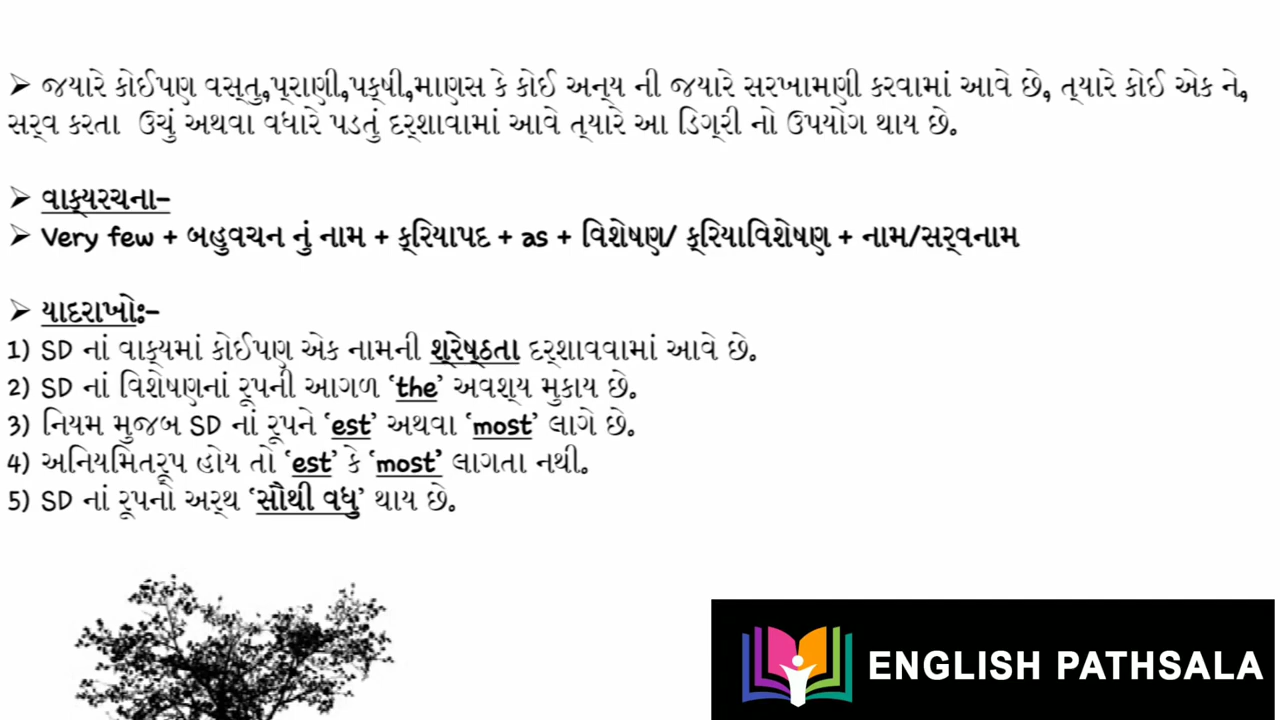 ➢ જયારે કોઈપણ વસ્તુ,પ્રાણી,પક્ષી,માણસ કે કોઈ અન્ય ની જયારે સરખામણી કરવામાં આવે છે, ત્યારે કોઈ એક ને,
સર્વ કરતા ઉચું અથવા વધારે પડતું દર્શાવામાં આવે ત્યારે આ ડિગ્રી નો ઉપયોગ થાય છે.
➢ વાક્યરચના–
➢ Very few + બહુવચન નું નામ + ક્રિયાપદ + as + વિશેષણ/ ક્રિયાવિશેષણ + નામ/સર્વનામ
➢ યાદરાખોઃ–
1) SD નાં વાક્યમાં કોઈપણ એક નામની શ્રેષ્ઠતા દર્શાવવામાં આવે છે.
2) SD નાં વિશેષણનાં રૂપની આગળ ‘the’ અવશ્ય મુકાય છે.
3) નિયમ મુજબ SD નાં રૂપને ‘est’ અથવા ‘most’ લાગે છે.
4) અનિયમિતરૂપ હોય તો ‘est’ કે ‘most’ લાગતા નથી.
5) SD નાં રૂપનો અર્થ ‘સૌથી વધુ’ થાય છે.
ENGLISH PATHSALA